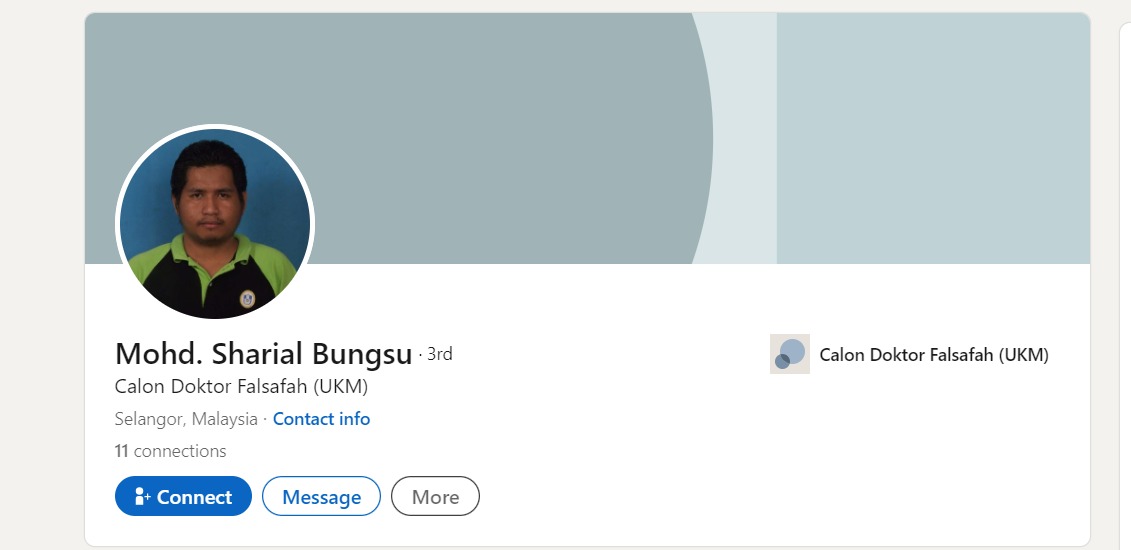 Mohd. Sharial Bungsu · 3rd
Calon Doktor Falsafah (UKM)
Calon Doktor Falsafah (UKM)
Selangor, Malaysia · Contact info
11 connections
Connect
Message
More